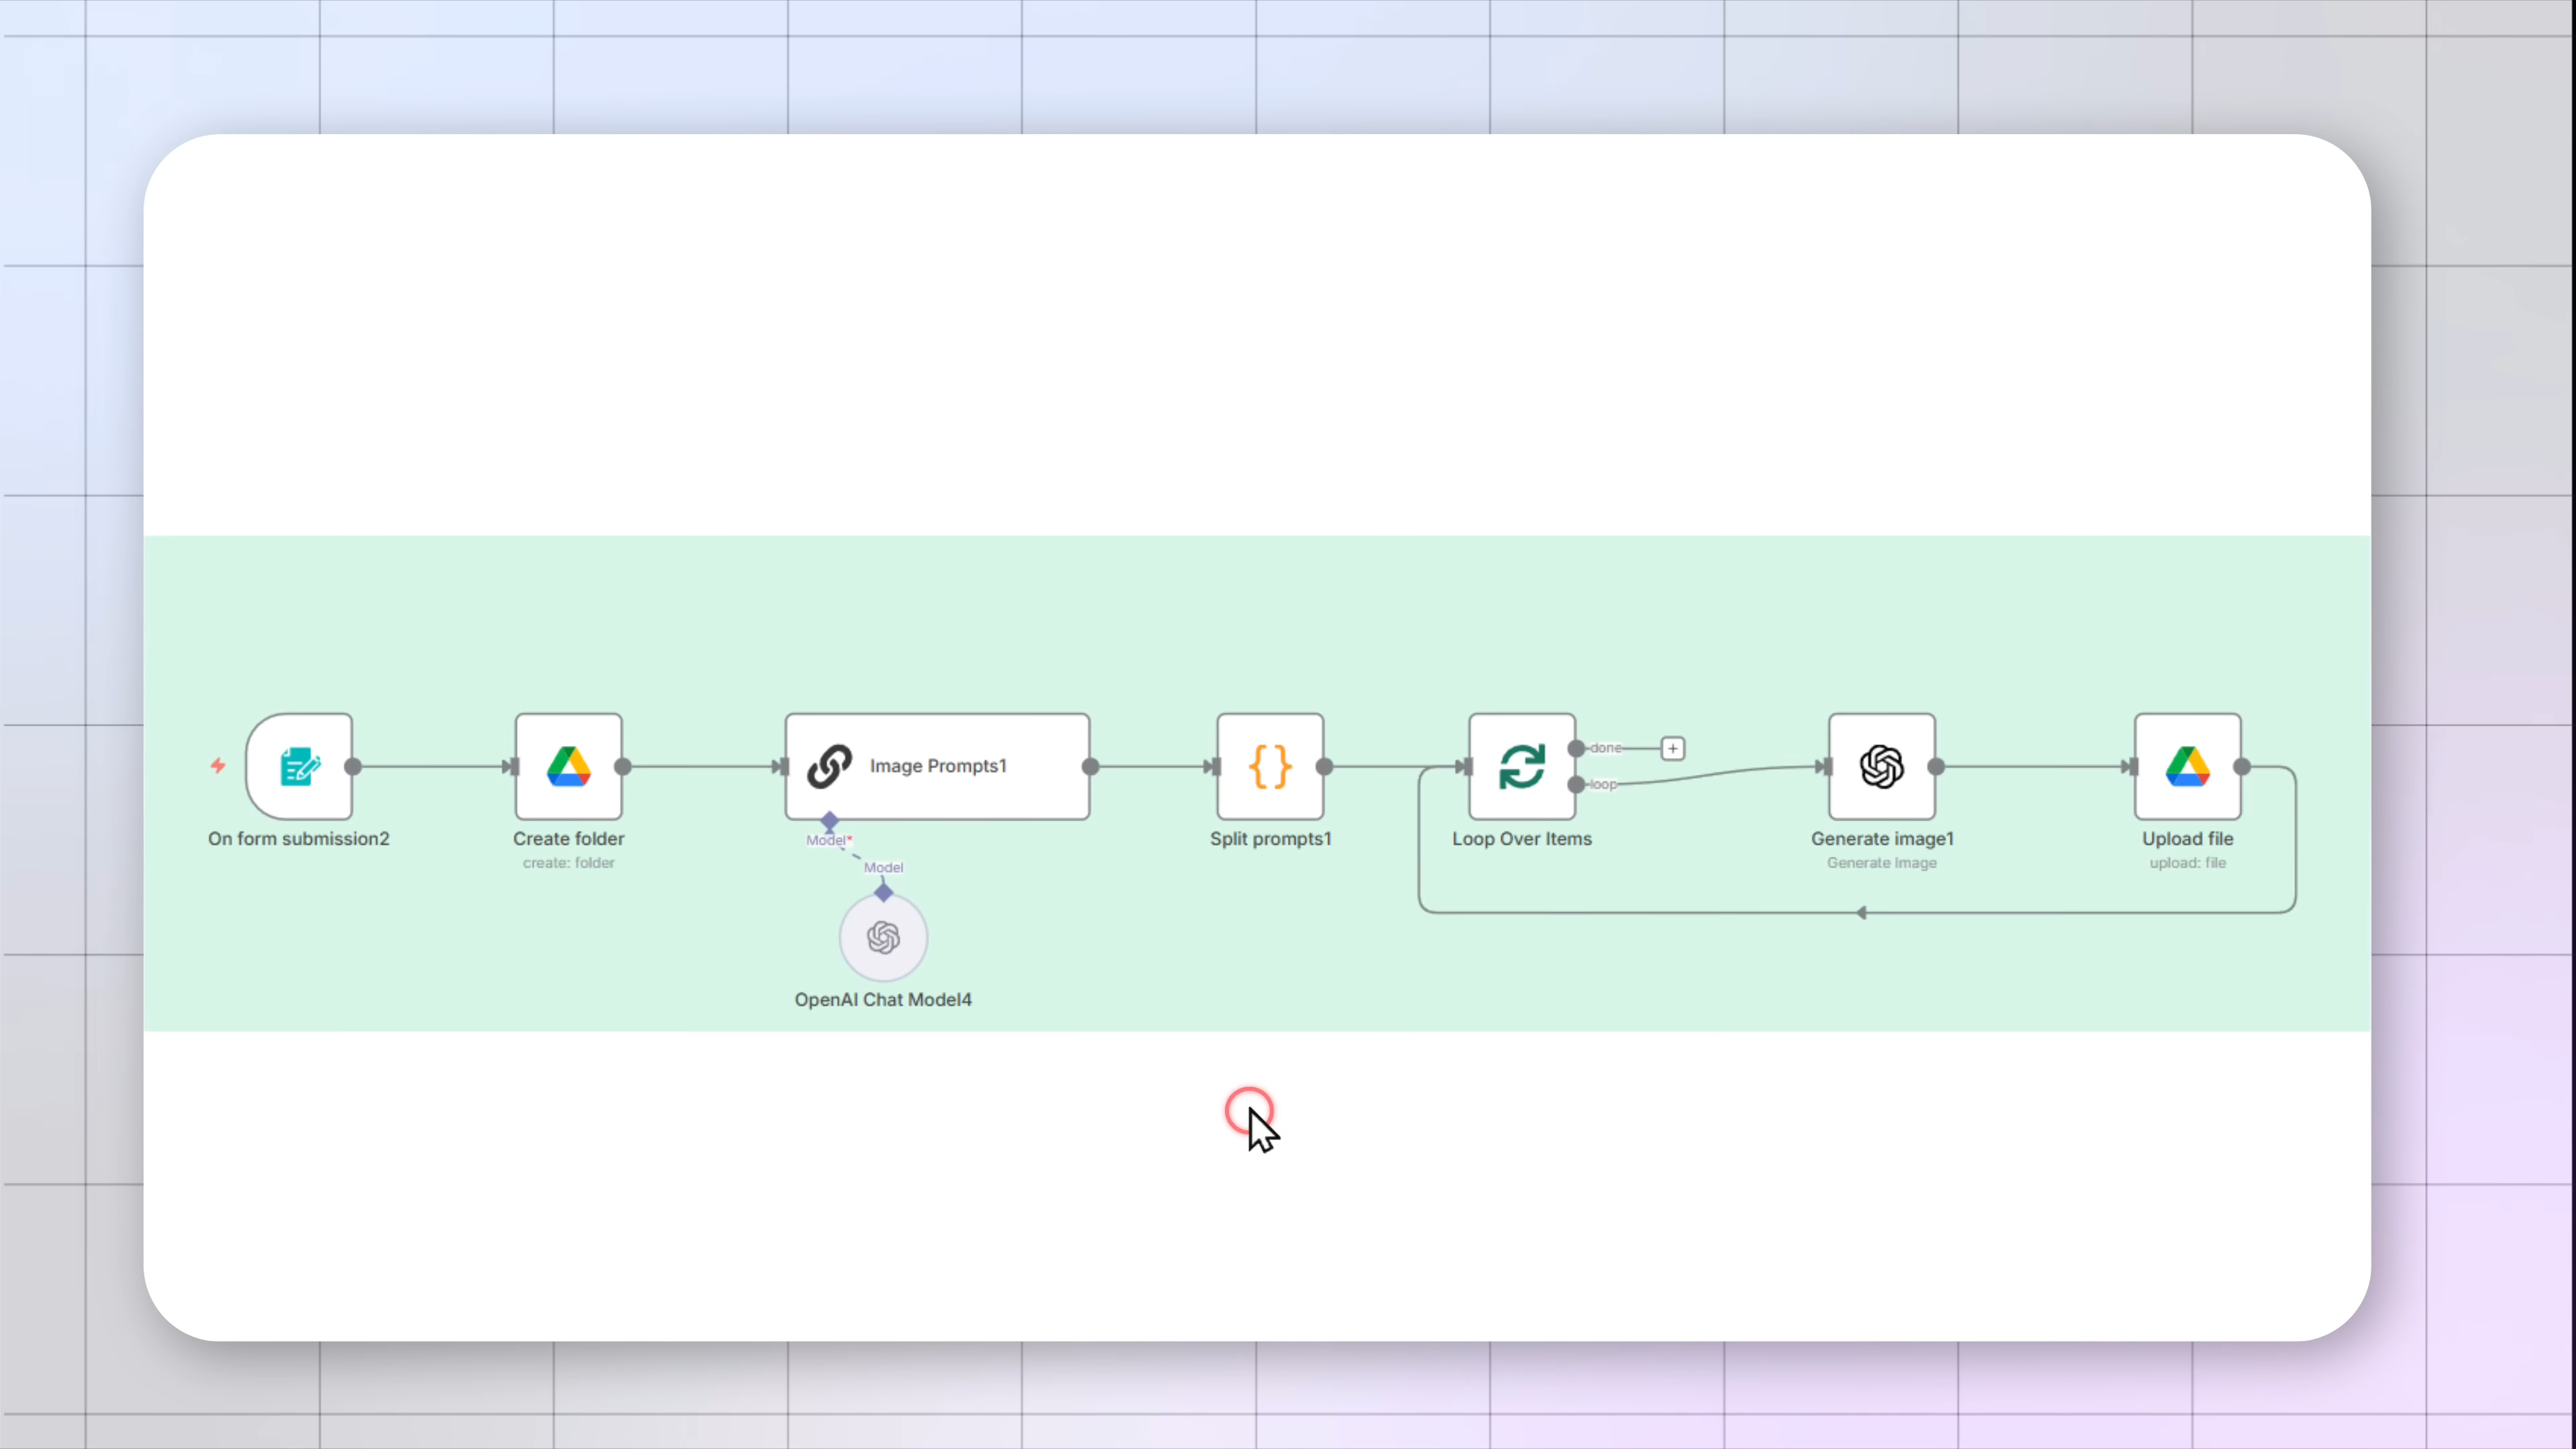 Image Prompts1
done
loop
On form submission2
Create folder
create: folder
Model*
Model
OpenAI Chat Model4
Split prompts1
Loop Over Items
Generate image1
Generate Image
Upload file
upload: file